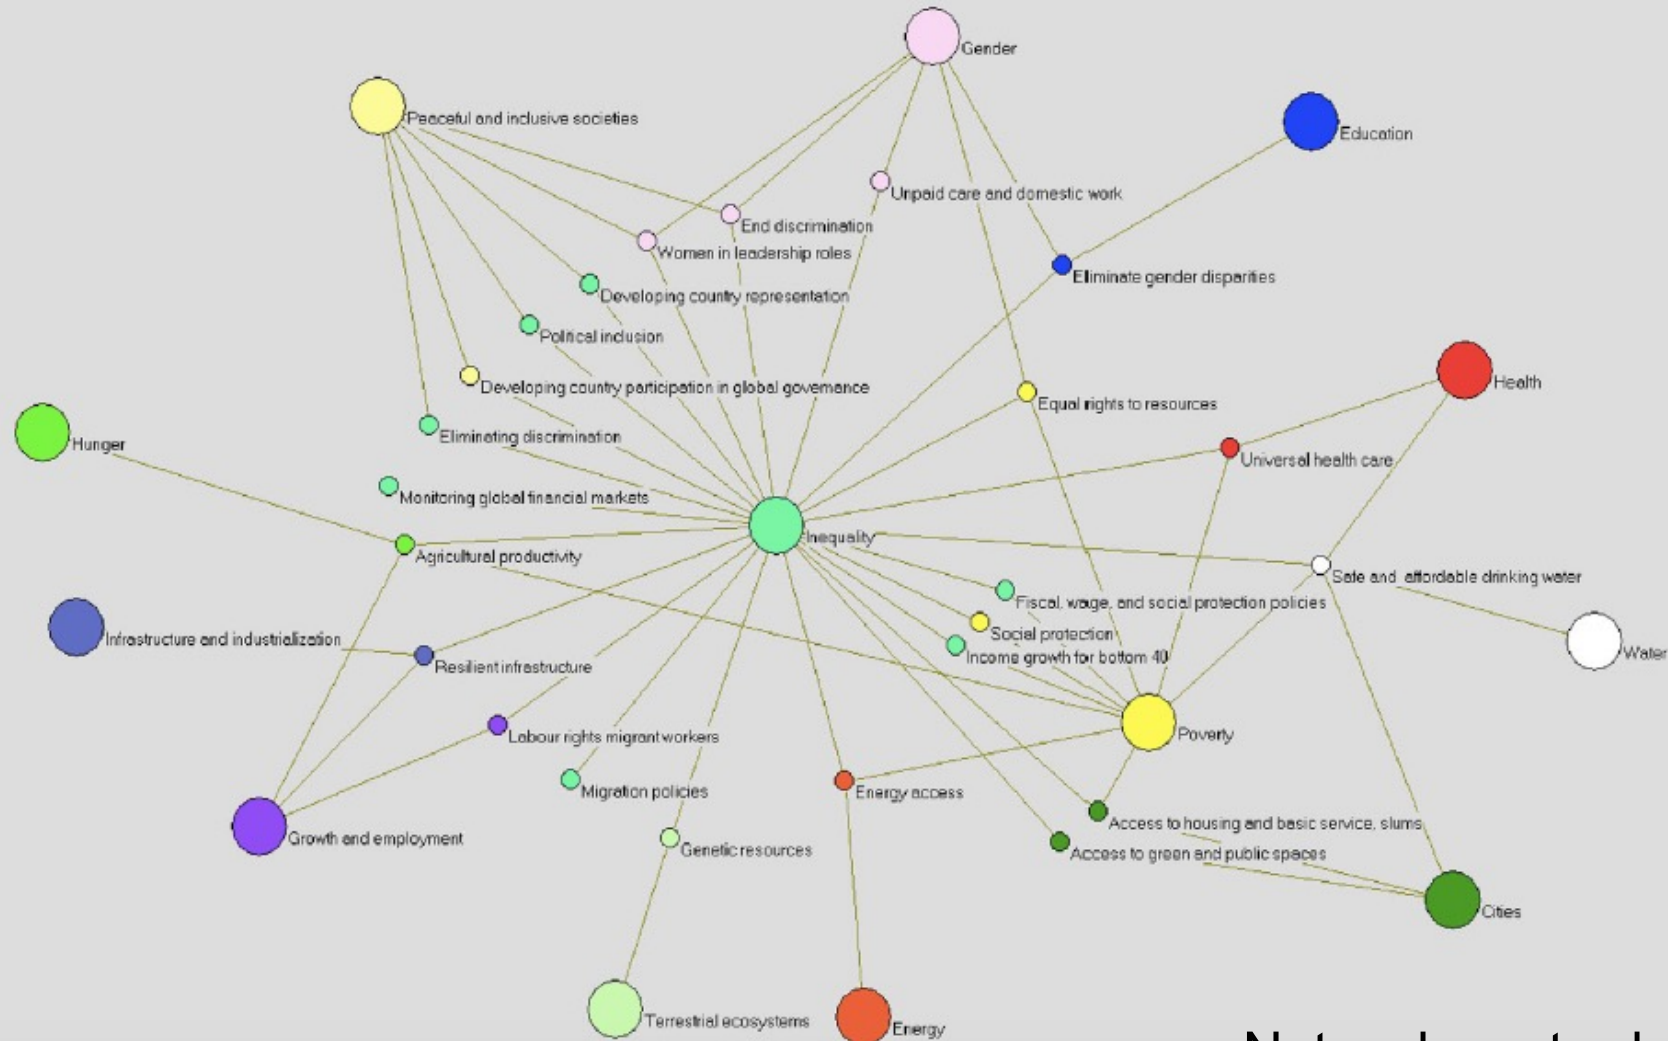 Gender
Peaceful and inclusive societies
Education
Unpaid care and domestic work
End discrimination
Women in leadership roles
Eliminate gender disparities
Developing country representation
Political inclusion
Developing country participation in global governance
Health
Equal rights to resources
Eliminating discrimination
Hunger
Universal health care
Monitoring global financial markets
Inequality
Agricultural productivity
Safe and affordable drinking water
Fiscal, wage, and social protection policies
Social protection
Infrastructure and industrialization
Water
Income growth for bottom 40
Resilient infrastructure
Poverty
Labour rights migrant workers
Migration policies
Energy access
Access to housing and basic service, slums
Growth and employment
Genetic resources
Access to green and public spaces
Cities
Terrestrial ecosystems
Energy